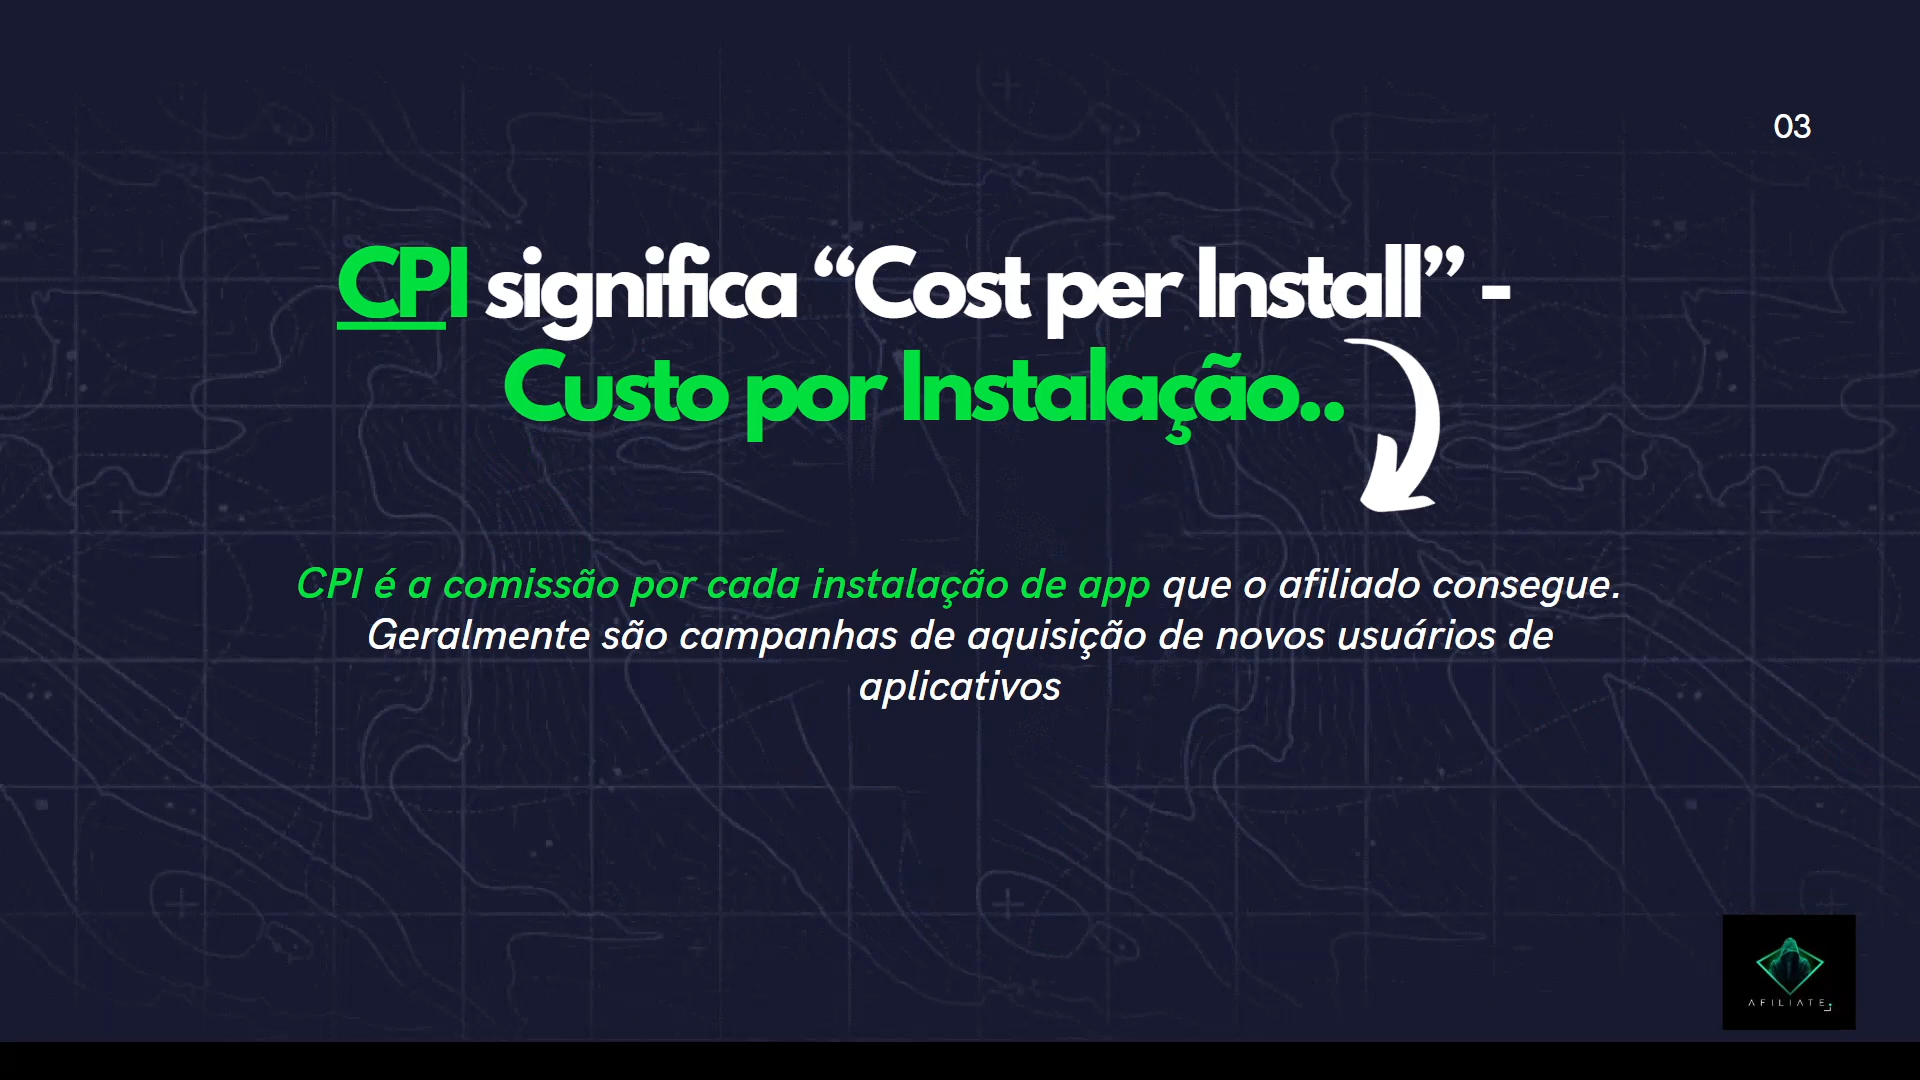 03
CPI significa “Cost per Install” -
Custo por Instalação..
CPI é a comissão por cada instalação de app que o afiliado consegue.
Geralmente são campanhas de aquisição de novos usuários de
aplicativos
AFILIATE